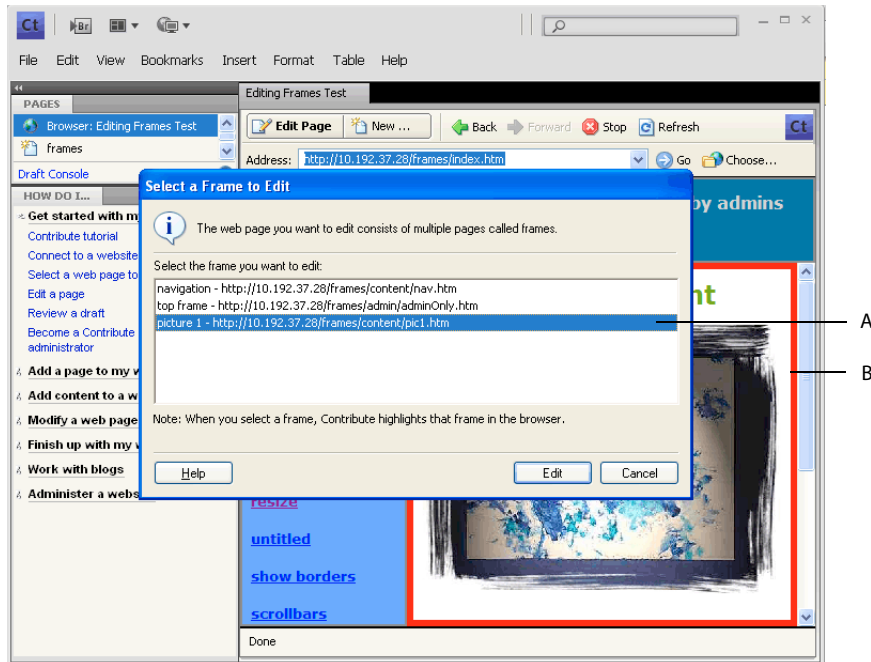 Ct Br
File Edit View Bookmarks Insert Format Table Help
PAGES
Browser: Editing Frames Test
frames
Draft Console
HOW DO I...
Get started with m
Contribute tutorial
Connect to a website
Select a web page to
Edit a page
Review a draft
Become a Contribute
administrator
Add a page to my w
Add content to a w
Modify a web page
Finish up with my w
Work with blogs
Administer a webs
Editing Frames Test
Edit Page New ... Back Forward Stop Refresh Ct
Address: http://10.192.37.28/frames/index.htm Go Choose...
by admins
nt
Select a Frame to Edit
The web page you want to edit consists of multiple pages called frames.
Select the frame you want to edit:
navigation - http://10.192.37.28/frames/content/nav.htm
top frame - http://10.192.37.28/frames/admin/adminOnly.htm
picture 1 - http://10.192.37.28/frames/content/pic1.htm
Note: When you select a frame, Contribute highlights that frame in the browser.
Help Edit Cancel
A
B
resize
untitled
show borders
scrollbars
Done